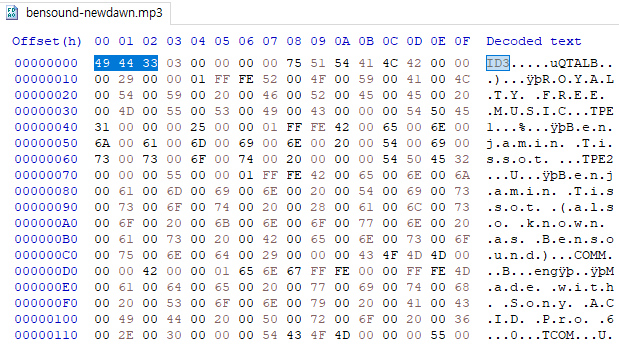 bensound-newdawn.mp3
Offset(h) 00 01 02 03 04 05 06 07 08 09 0A 0B 0C 0D 0E 0F Decoded text
00000000 49 44 33 03 00 00 00 00 75 51 54 41 4C 42 00 00 ID3.....uQTALB..
00000010 00 29 00 00 01 FF FE 52 00 4F 00 59 00 41 00 4C .)...ÿþR.O.Y.A.L
00000020 00 54 00 59 00 20 00 46 00 52 00 45 00 45 00 20 .T.Y. .F.R.E.E. 
00000030 00 4D 00 55 00 53 00 49 00 43 00 00 00 54 50 45 .M.U.S.I.C...TPE
00000040 31 00 00 00 25 00 00 01 FF FE 42 00 65 00 6E 00 1...%...ÿþB.e.n.
00000050 6A 00 61 00 6D 00 69 00 6E 00 20 00 54 00 69 00 j.a.m.i.n. .T.i.
00000060 73 00 73 00 6F 00 74 00 20 00 00 00 54 50 45 32 s.s.o.t. ...TPE2
00000070 00 00 00 55 00 00 01 FF FE 42 00 65 00 6E 00 6A ...U...ÿþB.e.n.j
00000080 00 61 00 6D 00 69 00 6E 00 20 00 54 00 69 00 73 .a.m.i.n. .T.i.s
00000090 00 73 00 6F 00 74 00 20 00 28 00 61 00 6C 00 73 .s.o.t. .(.a.l.s
000000A0 00 6F 00 20 00 6B 00 6E 00 6F 00 77 00 6E 00 20 .o. .k.n.o.w.n. 
000000B0 00 61 00 73 00 20 00 42 00 65 00 6E 00 73 00 6F .a.s. .B.e.n.s.o
000000C0 00 75 00 6E 00 64 00 29 00 00 00 43 4F 4D 4D 00 .u.n.d.)...COMM.
000000D0 00 00 42 00 00 01 65 6E 67 FF FE 00 00 FF FE 4D ..B...engÿþ..ÿþM
000000E0 00 61 00 64 00 65 00 20 00 77 00 69 00 74 00 68 .a.d.e. .w.i.t.h
000000F0 00 20 00 53 00 6F 00 6E 00 79 00 20 00 41 00 43 . .S.o.n.y. .A.C
00000100 00 49 00 44 00 20 00 50 00 72 00 6F 00 20 00 36 .I.D. .P.r.o. .6
00000110 00 2E 00 30 00 00 00 54 43 4F 4D 00 00 00 55 00 ...0...TCOM...U.